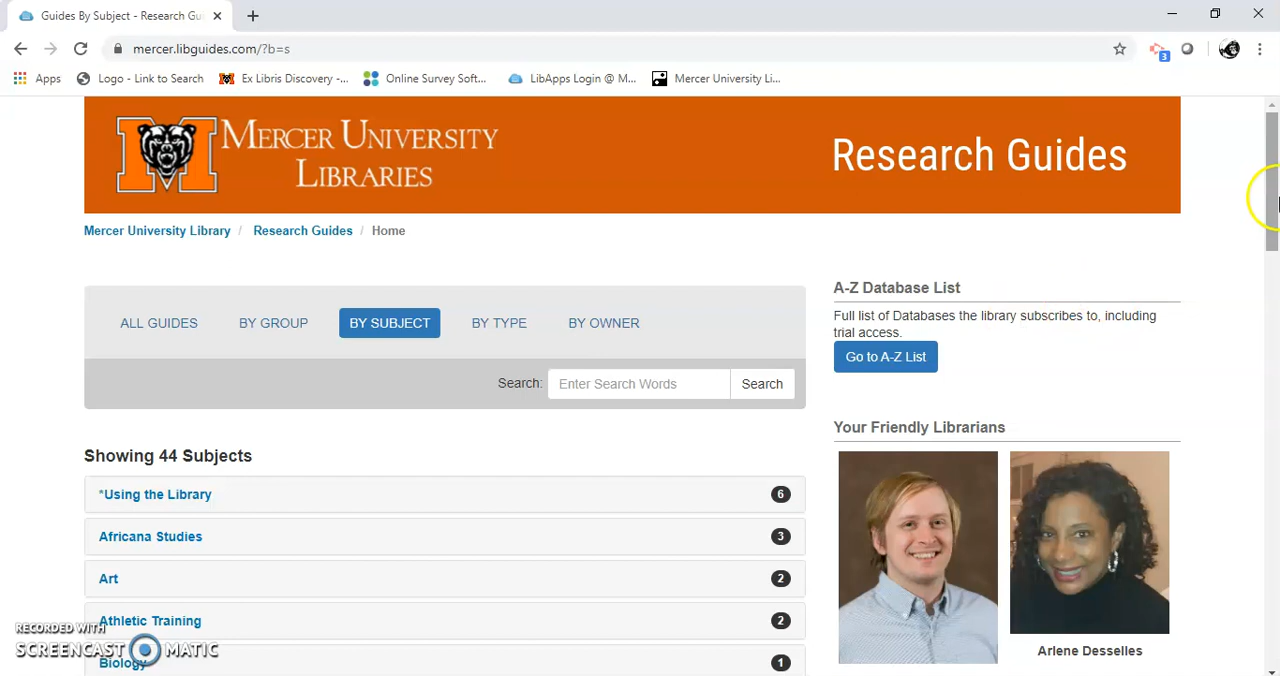 Guides By Subject - Research Gui
mercer.libguides.com/?b=s
3
Apps
Logo - Link to Search
Ex Libris Discovery -...
Online Survey Soft...
LibApps Login @ M...
Mercer University Li...
MERCER UNIVERSITY
LIBRARIES
Research Guides
Mercer University Library / Research Guides / Home
ALL GUIDES
BY GROUP
BY SUBJECT
BY TYPE
BY OWNER
Search:
Enter Search Words
Search
Showing 44 Subjects
*Using the Library 6
Africana Studies 3
Art 2
Athletic Training 2
Biology 1
A-Z Database List
Full list of Databases the library subscribes to, including
trial access.
Go to A-Z List
Your Friendly Librarians
Arlene Desselles
RECORDED WITH
SCREENCAST MATIC